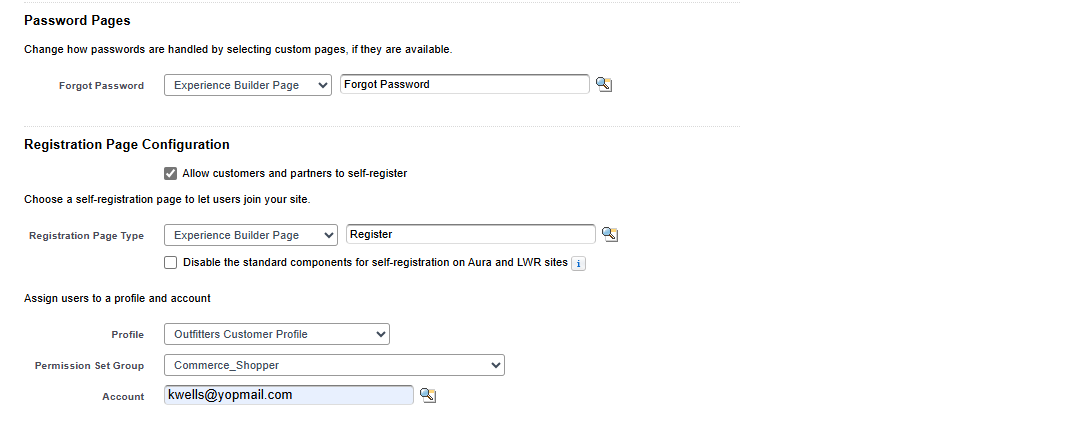 Password Pages
Change how passwords are handled by selecting custom pages, if they are available.
Forgot Password Experience Builder Page Forgot Password
Registration Page Configuration
Allow customers and partners to self-register
Choose a self-registration page to let users join your site.
Registration Page Type Experience Builder Page Register
Disable the standard components for self-registration on Aura and LWR sites i
Assign users to a profile and account
Profile Outfitters Customer Profile
Permission Set Group Commerce_Shopper
Account kwells@yopmail.com